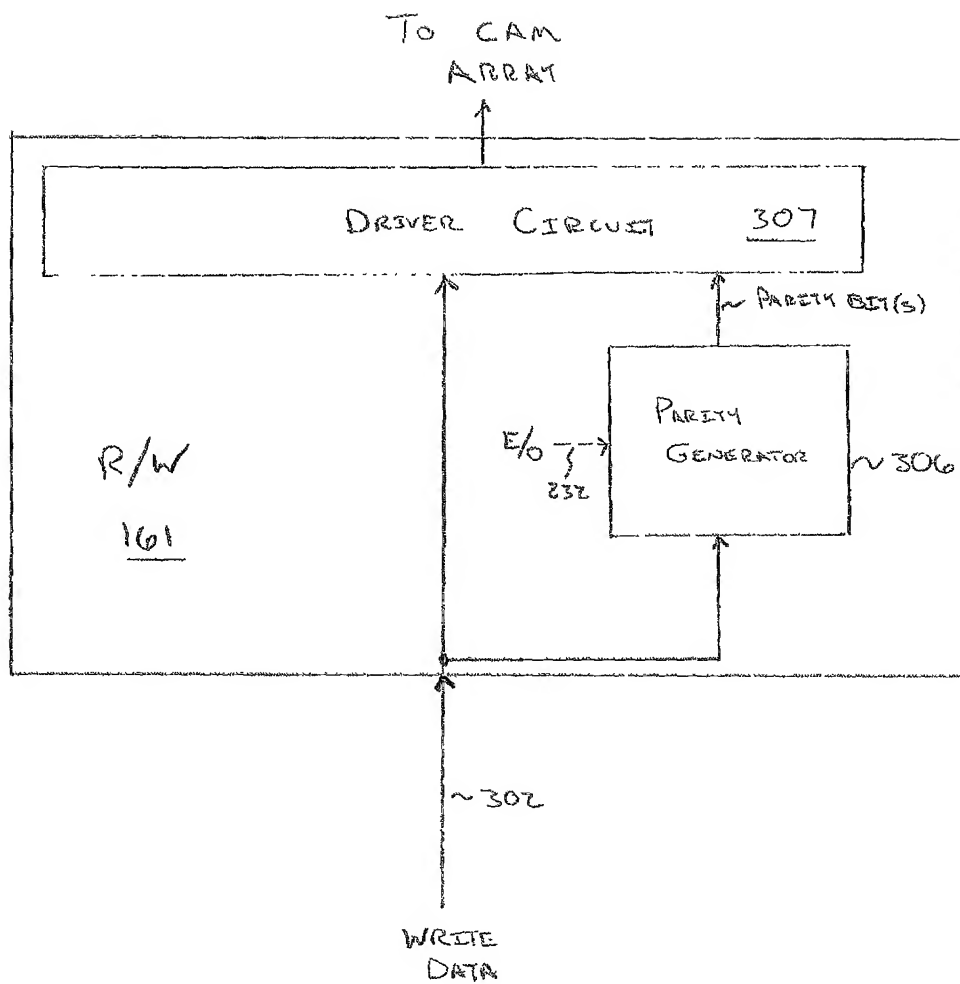 TO CAM
ARRAY
DRIVER CIRCUIT 307
~ PARITY BIT(S)
PARITY
GENERATOR
E/O
232
~ 306
R/W
161
~ 302
WRITE
DATA